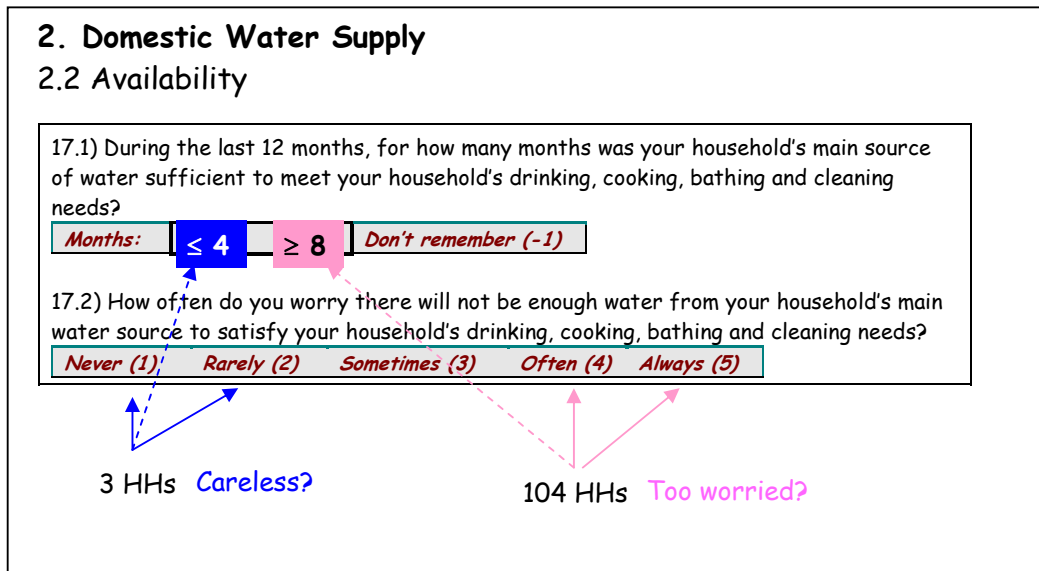 2. Domestic Water Supply
2.2 Availability
17.1) During the last 12 months, for how many months was your household's main source
of water sufficient to meet your household's drinking, cooking, bathing and cleaning
needs?
Months: ≤ 4 ≥ 8 Don't remember (-1)
17.2) How often do you worry there will not be enough water from your household's main
water source to satisfy your household's drinking, cooking, bathing and cleaning needs?
Never (1) Rarely (2) Sometimes (3) Often (4) Always (5)
3 HHs Careless? 104 HHs Too worried?